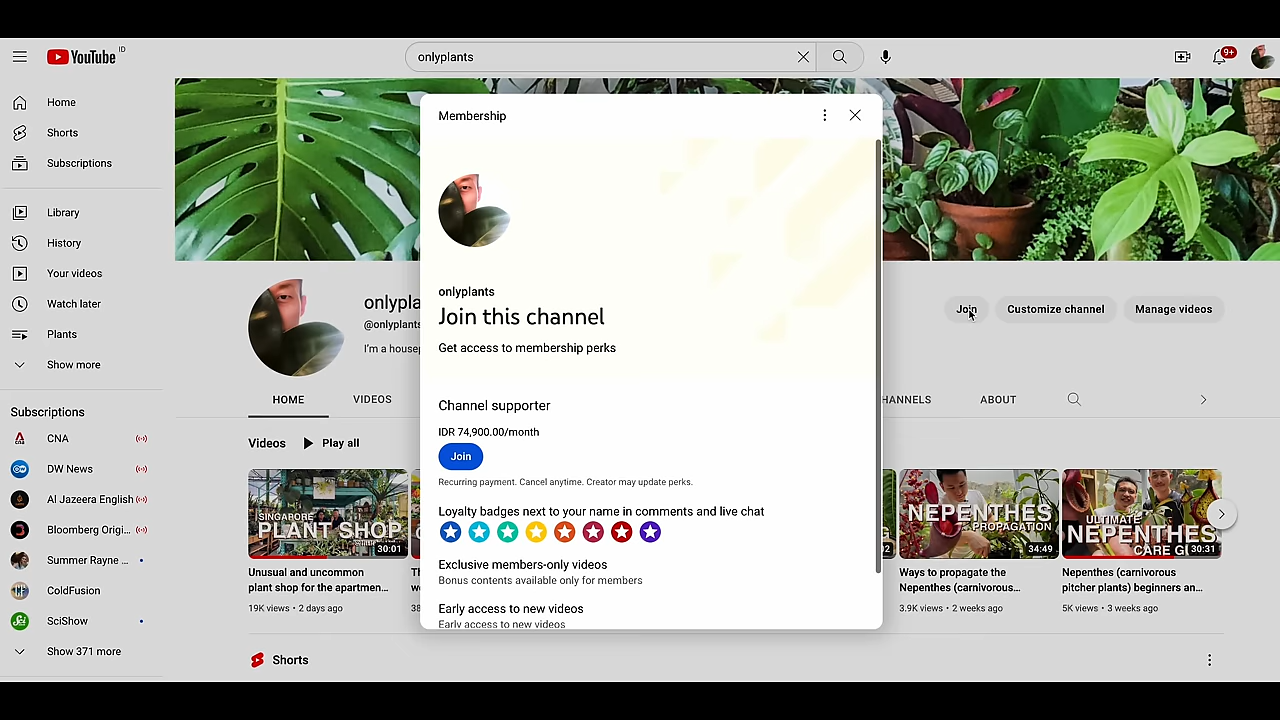 YouTube ID
onlyplants
9+
Home
Shorts
Subscriptions
Library
History
Your videos
Watch later
Plants
Show more
Subscriptions
CNA
DW News
Al Jazeera English
Bloomberg Origi...
Summer Rayne ...
ColdFusion
SciShow
Show 371 more
Membership
onlyplants
Join this channel
Get access to membership perks
Channel supporter
IDR 74,900.00/month
Join
Recurring payment. Cancel anytime. Creator may update perks.
Loyalty badges next to your name in comments and live chat
Exclusive members-only videos
Bonus contents available only for members
Early access to new videos
Early access to new videos
onlypla
@onlyplants
I'm a house
Join
Customize channel
Manage videos
HOME
VIDEOS
HANNELS
ABOUT
Videos
Play all
SINGAPORE
PLANT SHOP
30:01
Uncommon and uncommon
plant shop for the apartmen...
19K views • 2 days ago
NEPENTHES
PROPAGATION
34:49
Ways to propagate the
Nepenthes (carnivorous...
3.9K views • 2 weeks ago
ULTIMATE
NEPENTHES
CARE GU
30:31
Nepenthes (carnivorous
pitcher plants) beginners an...
5K views • 3 weeks ago
Shorts